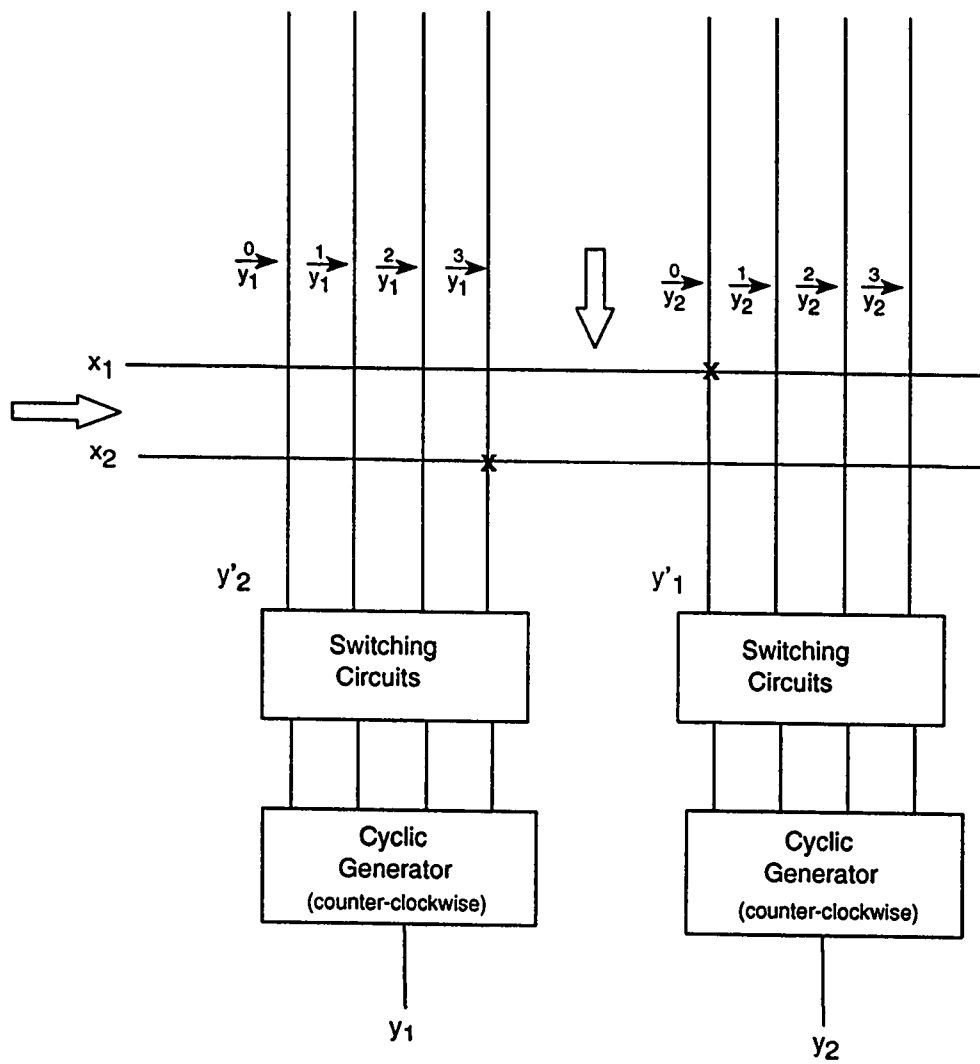 0 1 2 3
y1 y1 y1 y1
0 1 2 3
y2 y2 y2 y2
x1
x2
y'2
y'1
Switching
Circuits
Switching
Circuits
Cyclic
Generator
(counter-clockwise)
Cyclic
Generator
(counter-clockwise)
y1
y2